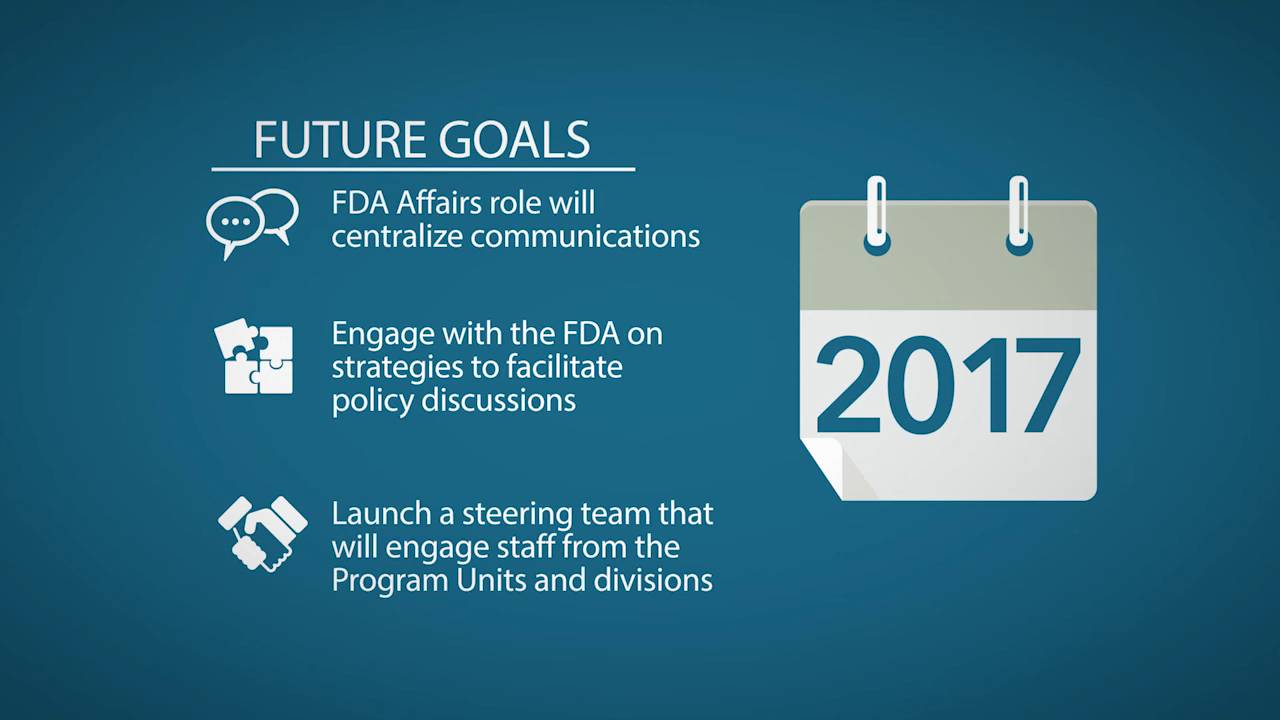 FUTURE GOALS
FDA Affairs role will
centralize communications
Engage with the FDA on
strategies to facilitate
policy discussions
Launch a steering team that
will engage staff from the
Program Units and divisions
2017